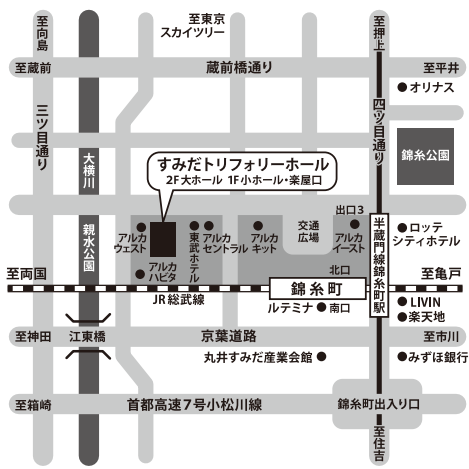 至向島
至東京
スカイツリー
至押上
至蔵前
蔵前橋通り
至平井
オリナス
三ツ目通り
四ツ目通り
大横川
親水公園
錦糸公園
すみだトリフォニーホール
2F大ホール 1F小ホール・楽屋口
出口3
アルカ
ウエスト
東武ホテル
アルカ
セントラル
アルカ
キット
交通
広場
アルカ
イースト
半蔵門線錦糸町駅
ロッテ
シティホテル
アルカ
ハビタ
北口
至両国
錦糸町
至亀戸
JR総武線
ルテミナ
南口
LIVIN
楽天地
至神田
江東橋
京葉道路
至市川
丸井すみだ産業会館
みずほ銀行
至箱崎
首都高速7号小松川線
錦糸町出入り口
至住吉